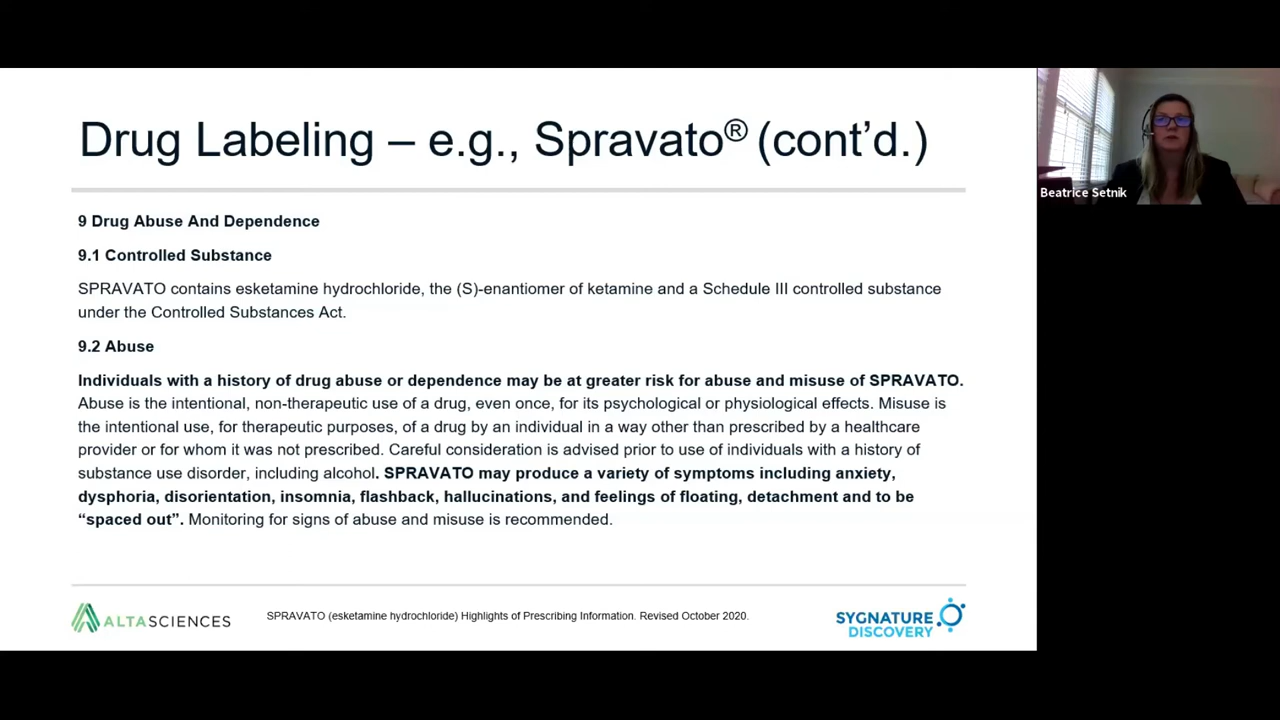 Drug Labeling – e.g., Spravato® (cont’d.)
9 Drug Abuse And Dependence
9.1 Controlled Substance
SPRAVATO contains esketamine hydrochloride, the (S)-enantiomer of ketamine and a Schedule III controlled substance
under the Controlled Substances Act.
9.2 Abuse
Individuals with a history of drug abuse or dependence may be at greater risk for abuse and misuse of SPRAVATO.
Abuse is the intentional, non-therapeutic use of a drug, even once, for its psychological or physiological effects. Misuse is
the intentional use, for therapeutic purposes, of a drug by an individual in a way other than prescribed by a healthcare
provider or for whom it was not prescribed. Careful consideration is advised prior to use of individuals with a history of
substance use disorder, including alcohol. SPRAVATO may produce a variety of symptoms including anxiety,
dysphoria, disorientation, insomnia, flashback, hallucinations, and feelings of floating, detachment and to be
“spaced out”. Monitoring for signs of abuse and misuse is recommended.
ALTASCIENCES
SPRAVATO (esketamine hydrochloride) Highlights of Prescribing Information. Revised October 2020.
SYGNATURE
DISCOVERY
Beatrice Setnik